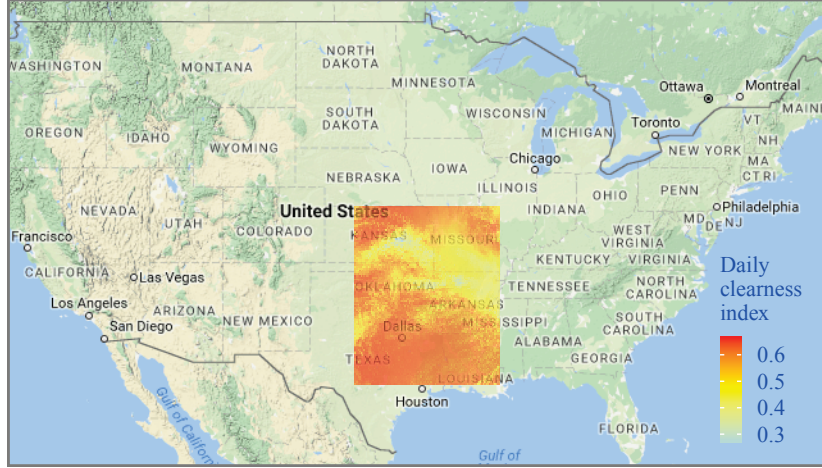 WASHINGTON
MONTANA
NORTH
DAKOTA
MINNESOTA
Ottawa
Montreal
MAIN
OREGON
IDAHO
SOUTH
DAKOTA
WISCONSIN
MICHIGAN
Toronto
VT
NH
WYOMING
NEW YORK
MA
CT RI
Chicago
IOWA
NEBRASKA
ILLINOIS
OHIO
PENN
NEVADA
UTAH
COLORADO
United States
INDIANA
Philadelphia
MD
DE
NJ
Francisco
KANSAS
MISSOURI
WEST
VIRGINIA
KENTUCKY
VIRGINIA
CALIFORNIA
Las Vegas
OKLAHOMA
TENNESSEE
NORTH
CAROLINA
Los Angeles
ARIZONA
NEW MEXICO
ARKANSAS
San Diego
Dallas
MISSISSIPPI
SOUTH
CAROLINA
ALABAMA
TEXAS
GEORGIA
LOUISIANA
Houston
Gulf of
Californ
FLORIDA
Gulf of
Daily
clearness
index
0.6
0.5
0.4
0.3